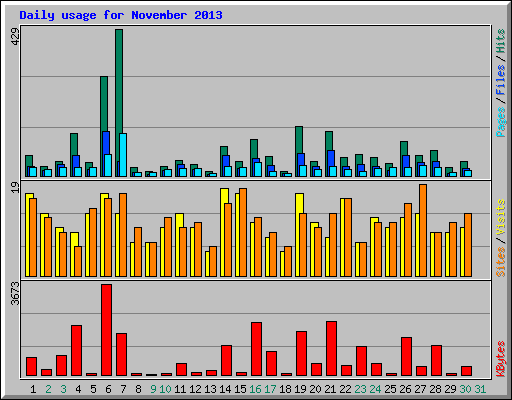 Daily usage for November 2013
429
Pages / Files / Hits
19
Sites / Visits
3673
KBytes
1 2 3 4 5 6 7 8 9 10 11 12 13 14 15 16 17 18 19 20 21 22 23 24 25 26 27 28 29 30 31